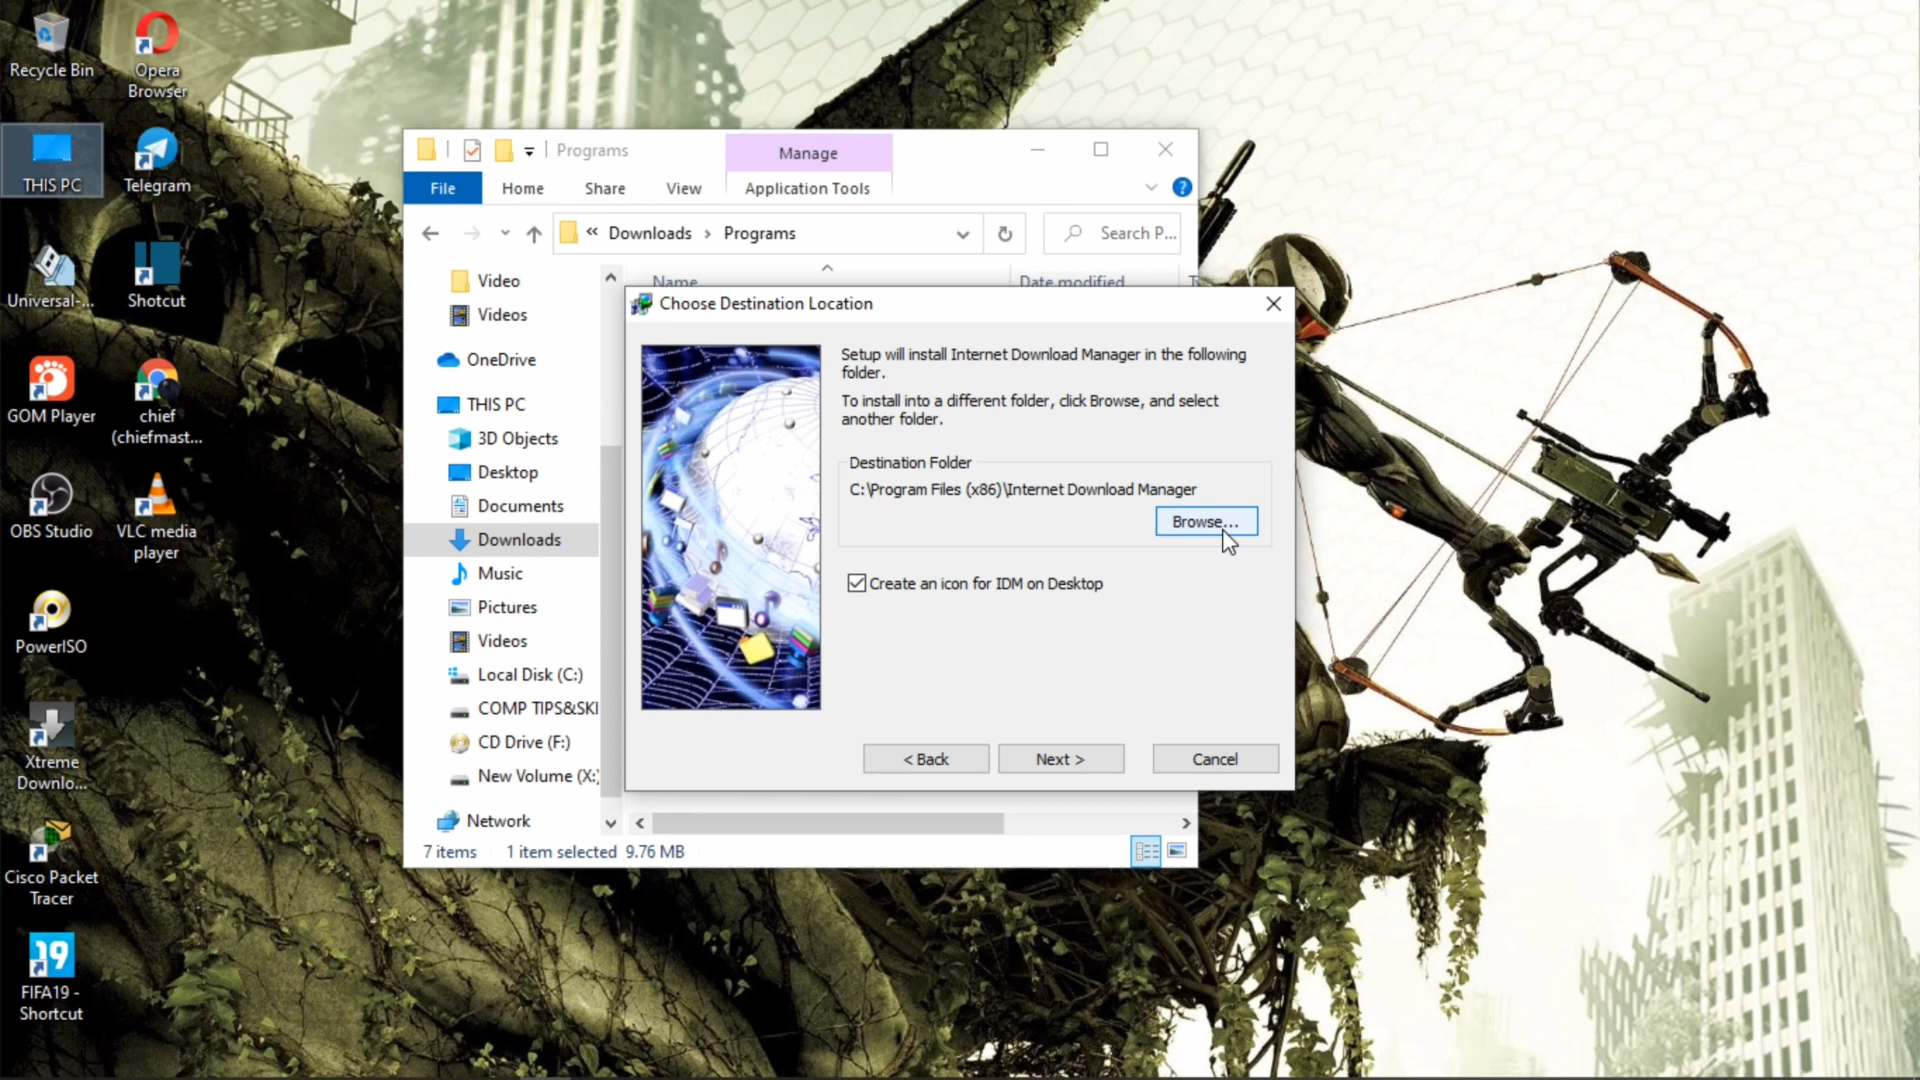 Recycle Bin
Opera
Browser
THIS PC
Telegram
Universal-...
Shotcut
GOM Player
chief
(chiefmast...
OBS Studio
VLC media
player
PowerISO
Xtreme
Downlo...
Cisco Packet
Tracer
19
FIFA19 -
Shortcut
Programs
Manage
File
Home
Share
View
Application Tools
?
« Downloads › Programs
Search P...
Name
Date modified
Video
Videos
OneDrive
THIS PC
3D Objects
Desktop
Documents
Downloads
Music
Pictures
Videos
Local Disk (C:)
COMP TIPS&SKI
CD Drive (F:)
New Volume (X:)
Network
7 items
1 item selected 9.76 MB
Choose Destination Location
Setup will install Internet Download Manager in the following
folder.
To install into a different folder, click Browse, and select
another folder.
Destination Folder
C:\Program Files (x86)\Internet Download Manager
Browse...
Create an icon for IDM on Desktop
< Back
Next >
Cancel